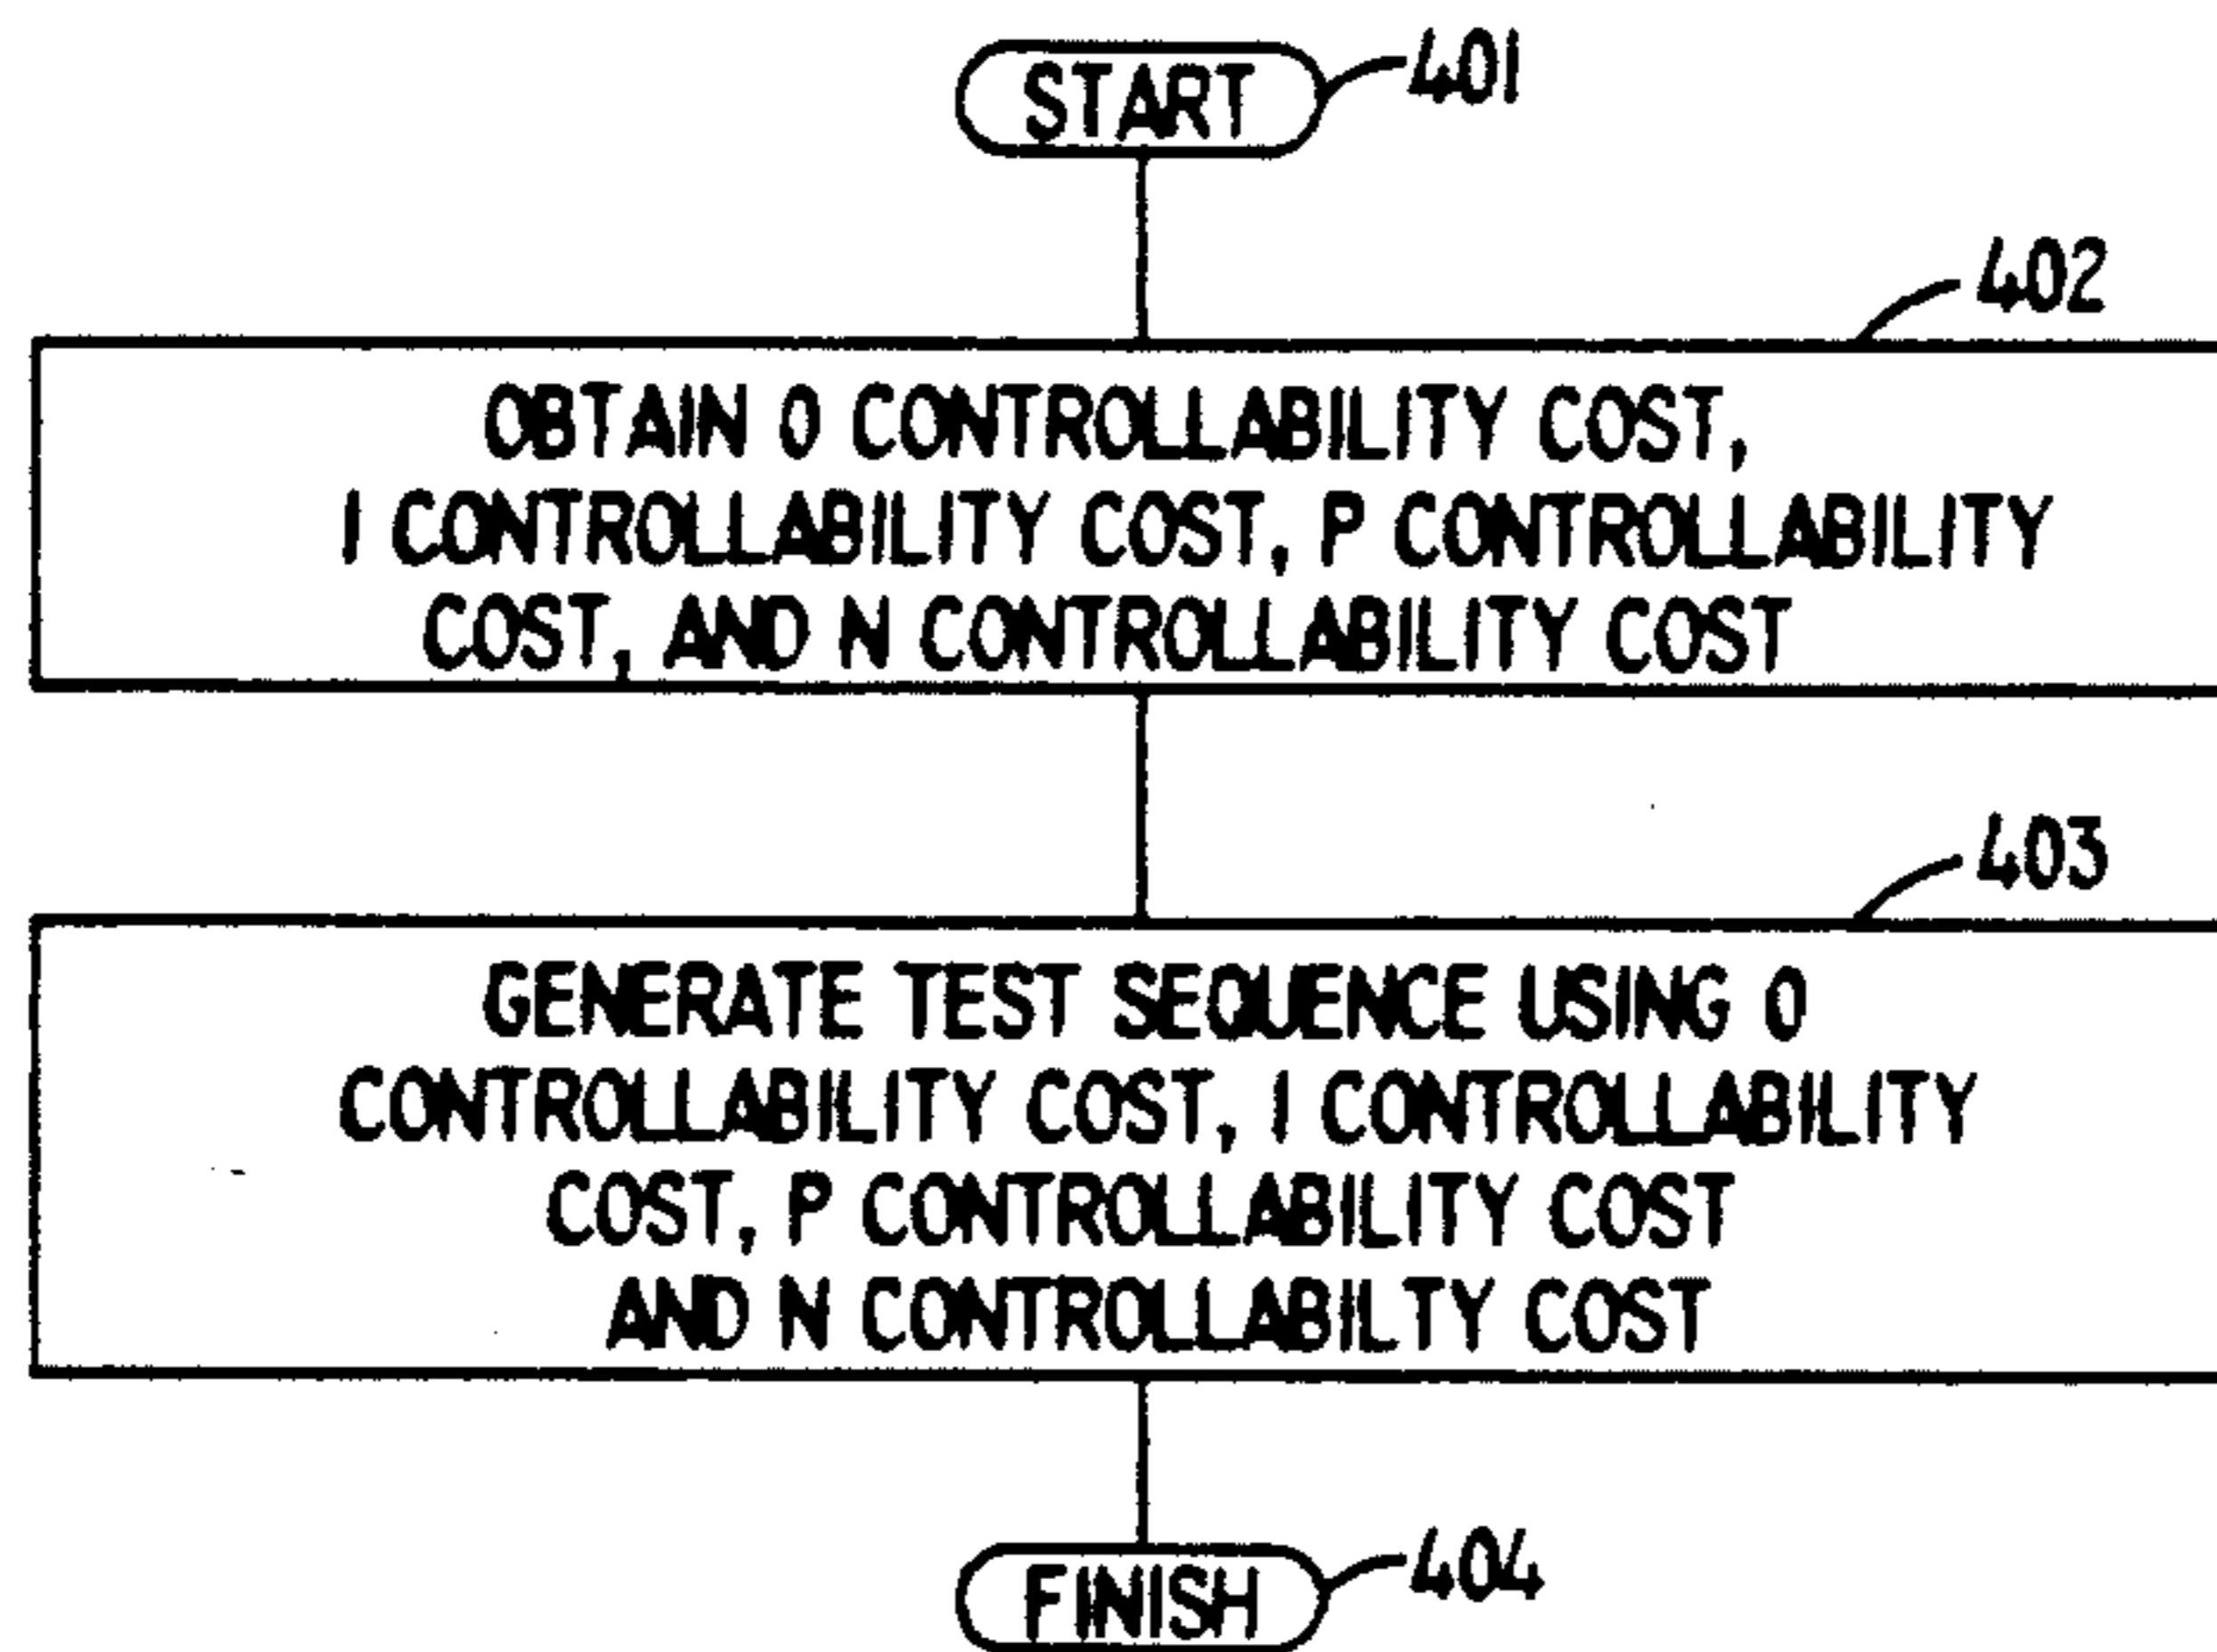 START
401
402
OBTAIN 0 CONTROLLABILITY COST,
1 CONTROLLABILITY COST, P CONTROLLABILITY
COST, AND N CONTROLLABILITY COST
403
GENERATE TEST SEQUENCE USING 0
CONTROLLABILITY COST, 1 CONTROLLABILITY
COST, P CONTROLLABILITY COST
AND N CONTROLLABILTY COST
FINISH
404